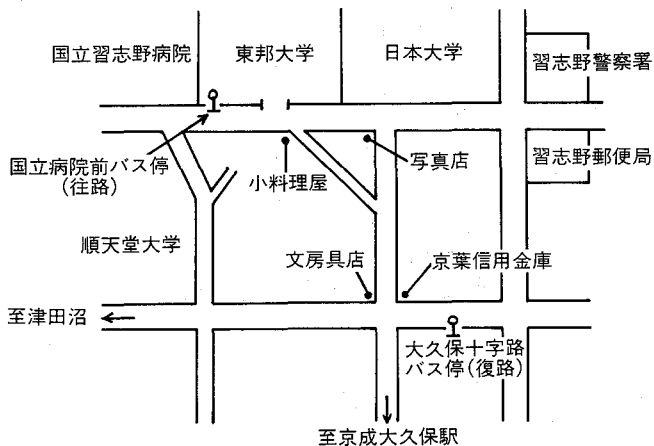 国立習志野病院
東邦大学
日本大学
習志野警察署
国立病院前バス停
(往路)
小料理屋
写真店
習志野郵便局
順天堂大学
文房具店
京葉信用金庫
至津田沼
大久保十字路
バス停(復路)
至京成大久保駅